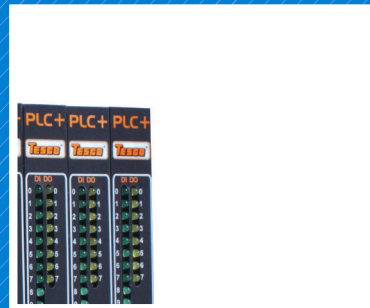 PLC+ PLC+ PLC+
Tesco Tesco Tesco
DI DO DI DO DI DO
0 0 0 0 0 0
1 1 1 1 1 1
2 2 2 2 2 2
3 3 3 3 3 3
4 4 4 4 4 4
5 5 5 5 5 5
6 6 6 6 6 6
7 7 7 7 7 7
8 8 8